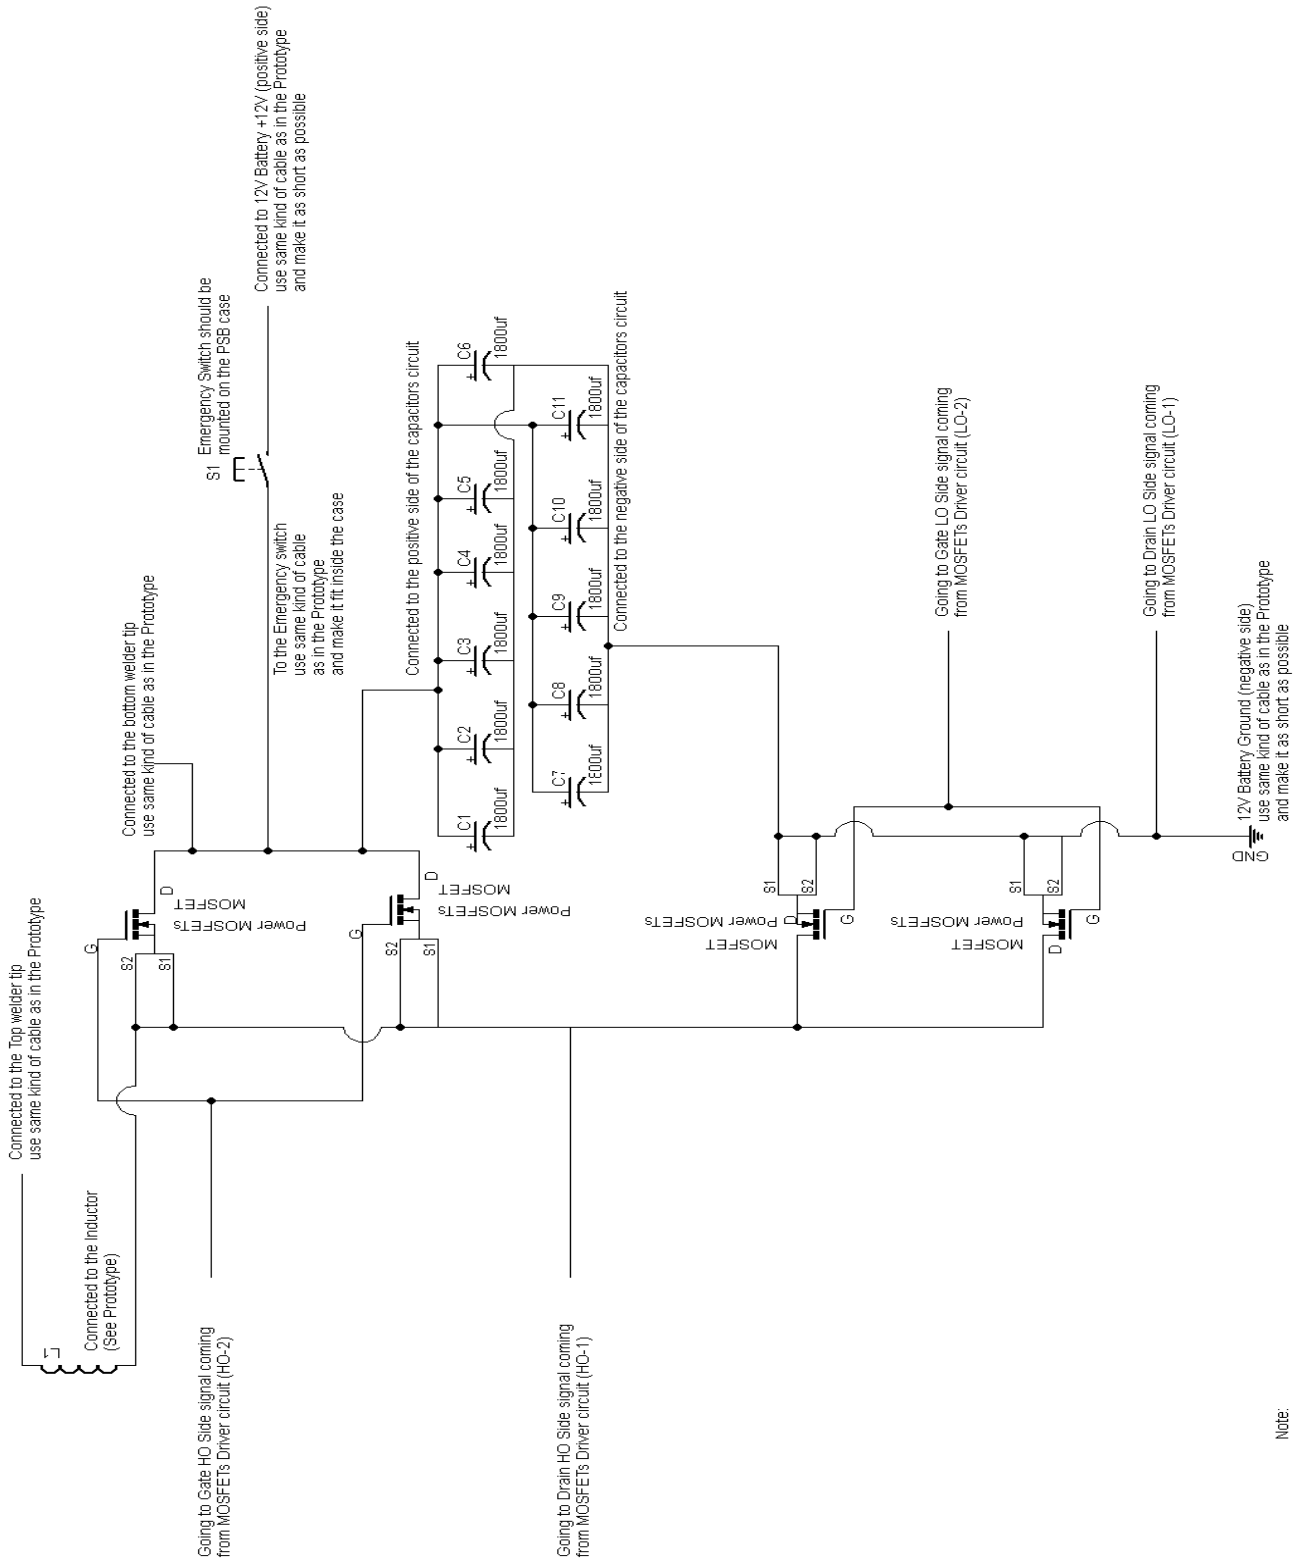 Connected to the Top welder tip
use same kind of cable as in the Prototype
L1
Connected to the Inductor
(See Prototype)
Going to Gate HO Side signal coming
from MOSFETs Driver circuit (HO-2)
Going to Drain HO Side signal coming
from MOSFETs Driver circuit (HO-1)
Connected to the bottom welder tip
use same kind of cable as in the Prototype
S1
Emergency Switch should be
mounted on the PSB case
Connected to 12V Battery +12V (positive side)
use same kind of cable as in the Prototype
and make it as short as possible
To the Emergency switch
use same kind of cable
as in the Prototype
and make it fit inside the case
G
S2
S1
D
MOSFET
Power MOSFETs
G
S2
S1
D
MOSFET
Power MOSFETs
Connected to the positive side of the capacitors circuit
C1
1800uf
C2
1800uf
C3
1800uf
C4
1800uf
C5
1800uf
C6
1800uf
C7
1800uf
C8
1800uf
C9
1800uf
C10
1800uf
C11
1800uf
Connected to the negative side of the capacitors circuit
S1
S2
D
G
Power MOSFETs
MOSFET
S1
S2
D
G
Power MOSFETs
MOSFET
Going to Gate LO Side signal coming
from MOSFETs Driver circuit (LO-2)
Going to Drain LO Side signal coming
from MOSFETs Driver circuit (LO-1)
GND
12V Battery Ground (negative side)
use same kind of cable as in the Prototype
and make it as short as possible
Note: